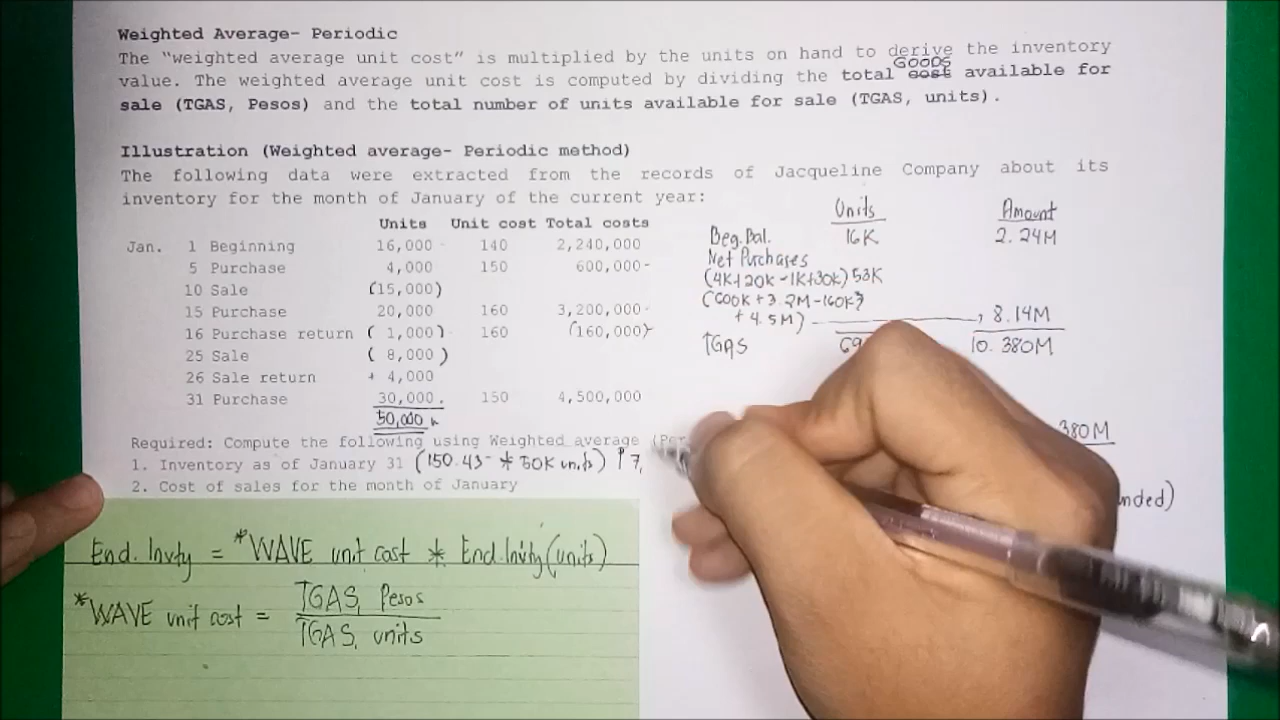 Weighted Average- Periodic
The “weighted average unit cost” is multiplied by the units on hand to derive the inventory
GOODS
value. The weighted average unit cost is computed by dividing the total cost available for
sale (TGAS, Pesos) and the total number of units available for sale (TGAS, units).
Illustration (Weighted average- Periodic method)
The following data were extracted from the records of Jacqueline Company about its
inventory for the month of January of the current year:
Units Unit cost Total costs
Jan. 1 Beginning 16,000 140 2,240,000
5 Purchase 4,000 150 600,000
10 Sale (15,000)
15 Purchase 20,000 160 3,200,000
16 Purchase return ( 1,000) 160 (160,000)
25 Sale ( 8,000)
26 Sale return + 4,000
31 Purchase 30,000 150 4,500,000
50,000
Units Amount
Beg. Bal. 16K 2.24M
Net Purchases
(4K+20K-1K+30K) 53K
(600K+3.2M-160K
+ 4.5M) 8.14M
TGAS 69 10.380M
380M
nded)
Required: Compute the following using Weighted average (Per
1. Inventory as of January 31 (150.43 * 50K units) ₱7,
2. Cost of sales for the month of January
End. Invty = *WAVE unit cost * End. Invty (units)
*WAVE unit cost = TGAS, Pesos
TGAS, units